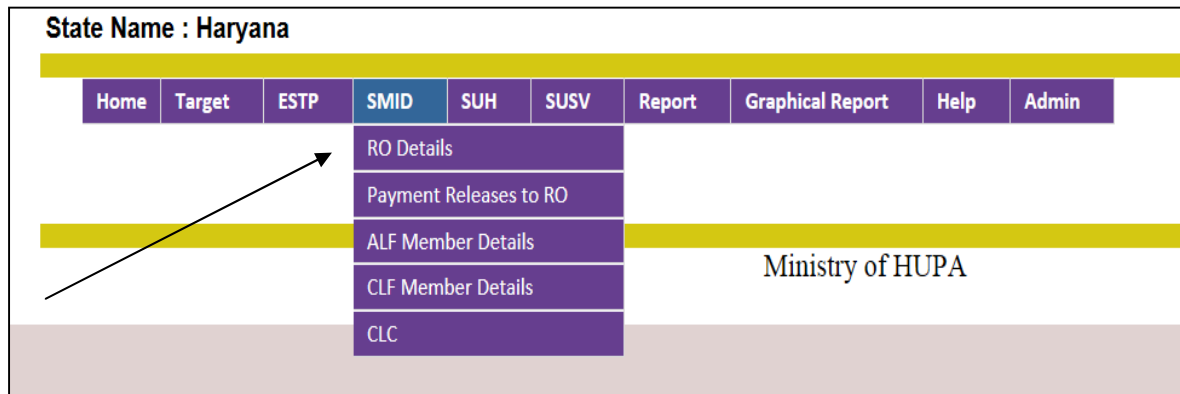 State Name : Haryana
Home Target ESTP SMID SUH SUSV Report Graphical Report Help Admin
RO Details
Payment Releases to RO
ALF Member Details
CLF Member Details
CLC
Ministry of HUPA